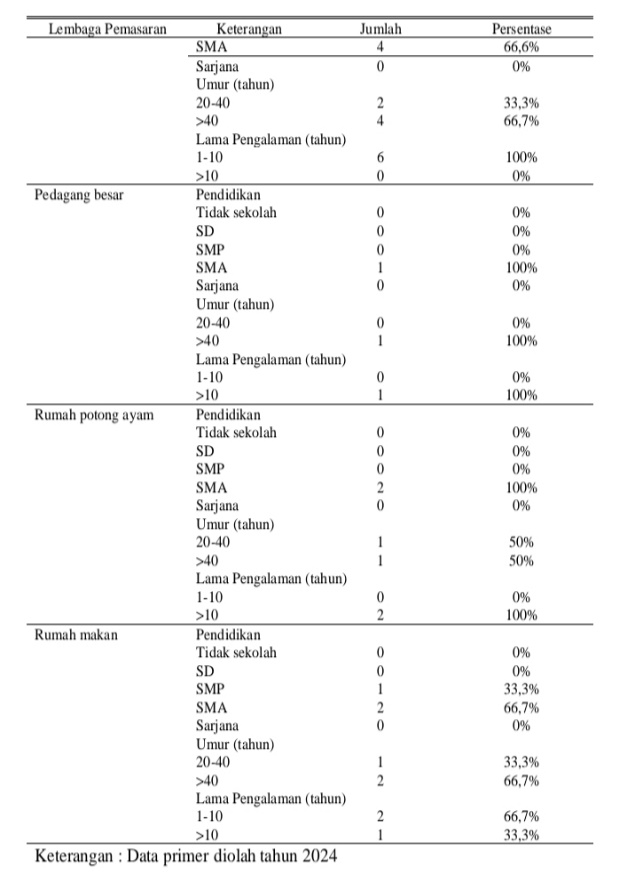 Lembaga Pemasaran Keterangan Jumlah Persentase
SMA 4 66,6%
Sarjana 0 0%
Umur (tahun)
20-40 2 33,3%
>40 4 66,7%
Lama Pengalaman (tahun)
1-10 6 100%
>10 0 0%
Pedagang besar Pendidikan
Tidak sekolah 0 0%
SD 0 0%
SMP 0 0%
SMA 1 100%
Sarjana 0 0%
Umur (tahun)
20-40 0 0%
>40 1 100%
Lama Pengalaman (tahun)
1-10 0 0%
>10 1 100%
Rumah potong ayam Pendidikan
Tidak sekolah 0 0%
SD 0 0%
SMP 0 0%
SMA 2 100%
Sarjana 0 0%
Umur (tahun)
20-40 1 50%
>40 1 50%
Lama Pengalaman (tahun)
1-10 0 0%
>10 2 100%
Rumah makan Pendidikan
Tidak sekolah 0 0%
SD 0 0%
SMP 1 33,3%
SMA 2 66,7%
Sarjana 0 0%
Umur (tahun)
20-40 1 33,3%
>40 2 66,7%
Lama Pengalaman (tahun)
1-10 2 66,7%
>10 1 33,3%
Keterangan : Data primer diolah tahun 2024